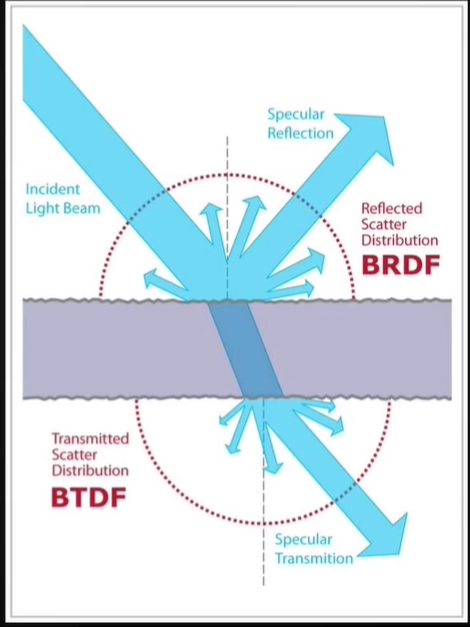 Specular
Reflection
Incident
Light Beam
Reflected
Scatter
Distribution
BRDF
Transmitted
Scatter
Distribution
BTDF
Specular
Transmition